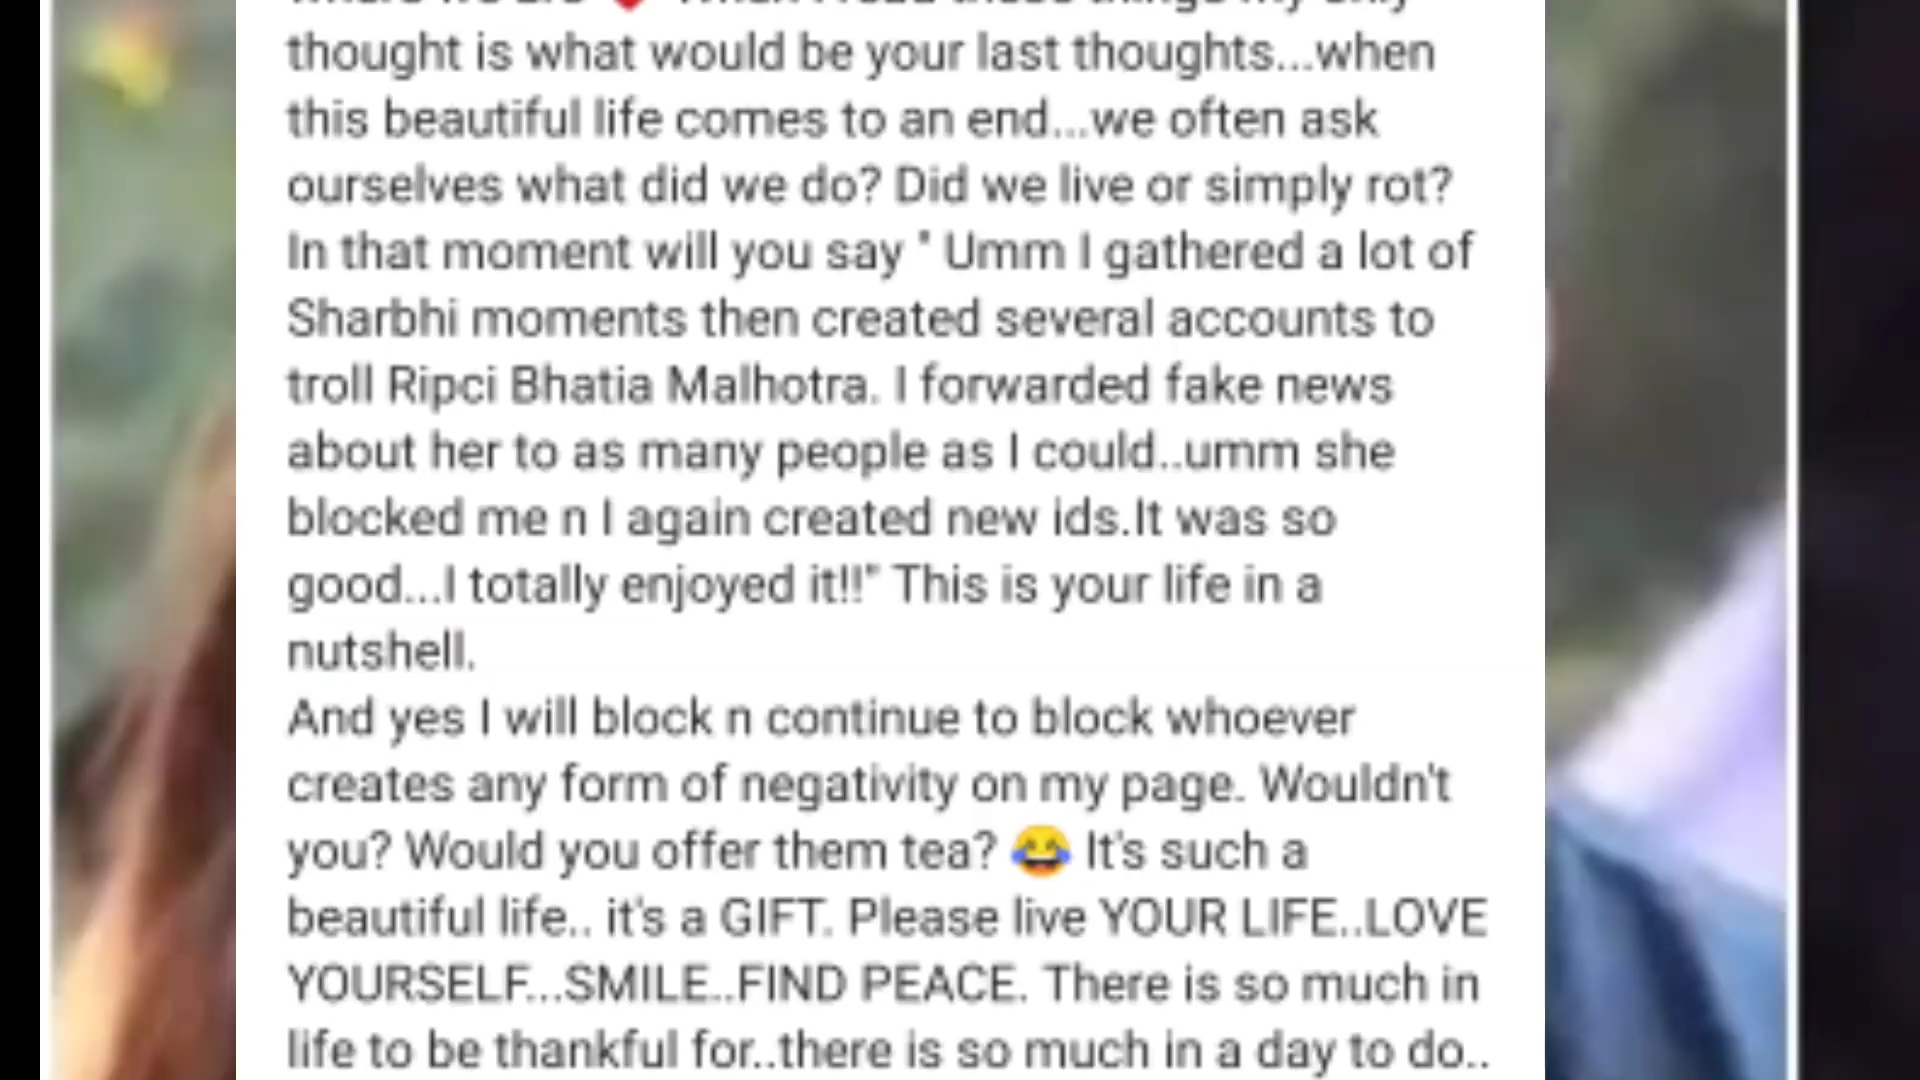 thought is what would be your last thoughts...when
this beautiful life comes to an end...we often ask
ourselves what did we do? Did we live or simply rot?
In that moment will you say " Umm I gathered a lot of
Sharbhi moments then created several accounts to
troll Ripci Bhatia Malhotra. I forwarded fake news
about her to as many people as I could..umm she
blocked me n I again created new ids.It was so
good...I totally enjoyed it!!" This is your life in a
nutshell.
And yes I will block n continue to block whoever
creates any form of negativity on my page. Wouldn't
you? Would you offer them tea? 😂 It's such a
beautiful life.. it's a GIFT. Please live YOUR LIFE..LOVE
YOURSELF...SMILE..FIND PEACE. There is so much in
life to be thankful for..there is so much in a day to do..